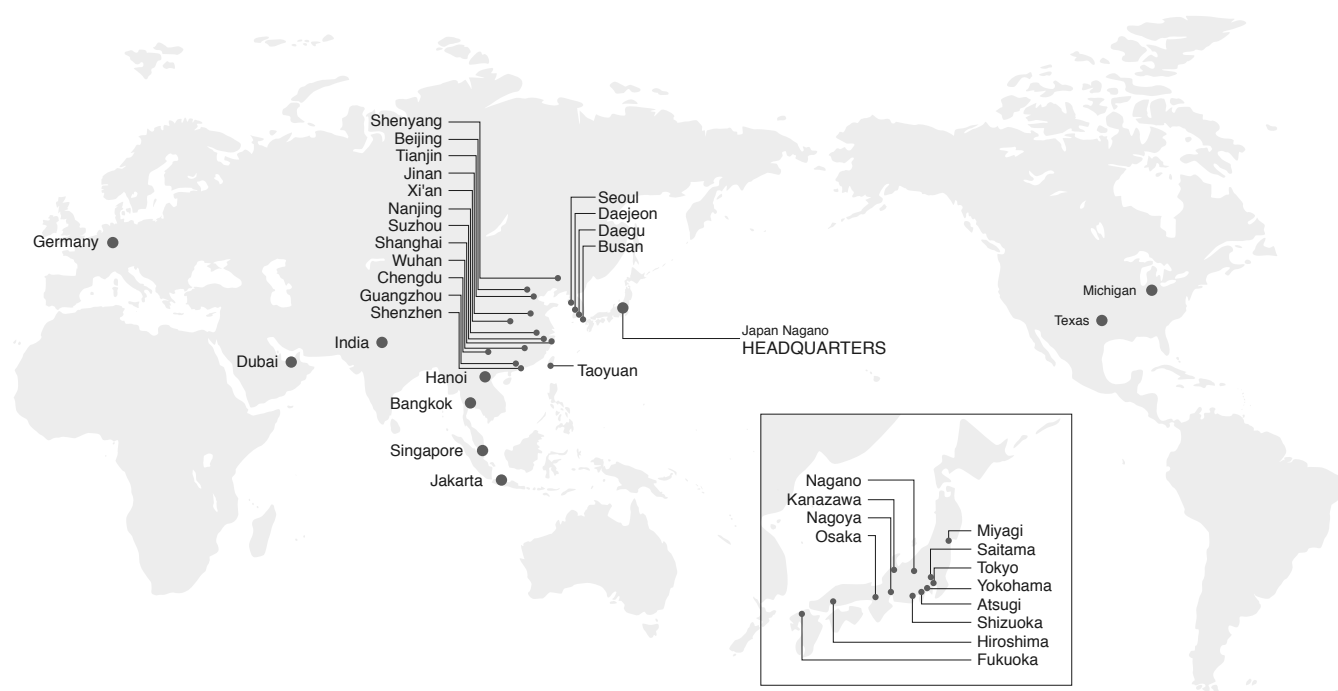 Shenyang
Beijing
Tianjin
Jinan
Xi'an
Nanjing
Suzhou
Shanghai
Wuhan
Chengdu
Guangzhou
Shenzhen
Seoul
Daejeon
Daegu
Busan
Germany
Michigan
Texas
Japan Nagano
HEADQUARTERS
India
Dubai
Taoyuan
Hanoi
Bangkok
Singapore
Jakarta
Nagano
Kanazawa
Nagoya
Osaka
Miyagi
Saitama
Tokyo
Yokohama
Atsugi
Shizuoka
Hiroshima
Fukuoka